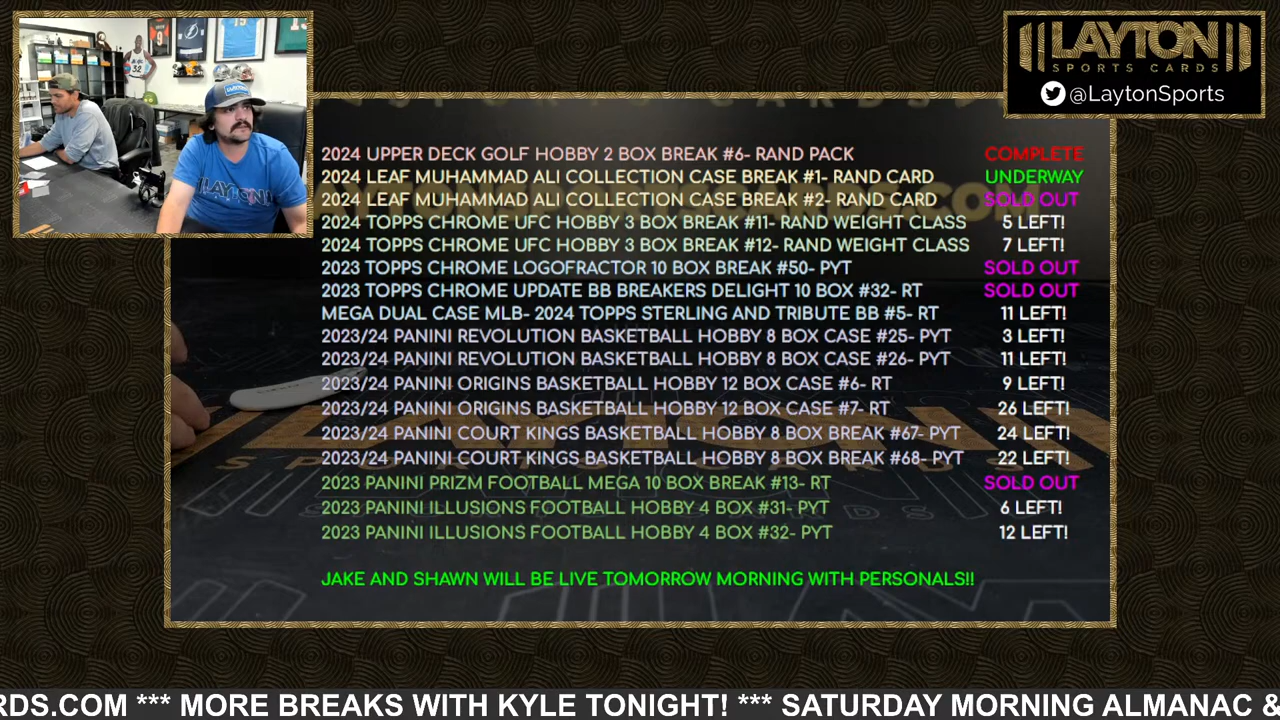 LAYTON
SPORTS CARDS
@LaytonSports
2024 UPPER DECK GOLF HOBBY 2 BOX BREAK #6- RAND PACK COMPLETE
2024 LEAF MUHAMMAD ALI COLLECTION CASE BREAK #1- RAND CARD UNDERWAY
2024 LEAF MUHAMMAD ALI COLLECTION CASE BREAK #2- RAND CARD SOLD OUT
2024 TOPPS CHROME UFC HOBBY 3 BOX BREAK #11- RAND WEIGHT CLASS 5 LEFT!
2024 TOPPS CHROME UFC HOBBY 3 BOX BREAK #12- RAND WEIGHT CLASS 7 LEFT!
2023 TOPPS CHROME LOGOFRACTOR 10 BOX BREAK #50- PYT SOLD OUT
2023 TOPPS CHROME UPDATE BB BREAKERS DELIGHT 10 BOX #32- RT SOLD OUT
MEGA DUAL CASE MLB- 2024 TOPPS STERLING AND TRIBUTE BB #5- RT 11 LEFT!
2023/24 PANINI REVOLUTION BASKETBALL HOBBY 8 BOX CASE #25- PYT 3 LEFT!
2023/24 PANINI REVOLUTION BASKETBALL HOBBY 8 BOX CASE #26- PYT 11 LEFT!
2023/24 PANINI ORIGINS BASKETBALL HOBBY 12 BOX CASE #6- RT 9 LEFT!
2023/24 PANINI ORIGINS BASKETBALL HOBBY 12 BOX CASE #7- RT 26 LEFT!
2023/24 PANINI COURT KINGS BASKETBALL HOBBY 8 BOX BREAK #67- PYT 24 LEFT!
2023/24 PANINI COURT KINGS BASKETBALL HOBBY 8 BOX BREAK #68- PYT 22 LEFT!
2023 PANINI PRIZM FOOTBALL MEGA 10 BOX BREAK #13- RT SOLD OUT
2023 PANINI ILLUSIONS FOOTBALL HOBBY 4 BOX #31- PYT 6 LEFT!
2023 PANINI ILLUSIONS FOOTBALL HOBBY 4 BOX #32- PYT 12 LEFT!
JAKE AND SHAWN WILL BE LIVE TOMORROW MORNING WITH PERSONALS!!
RDS.COM *** MORE BREAKS WITH KYLE TONIGHT! *** SATURDAY MORNING ALMANAC &